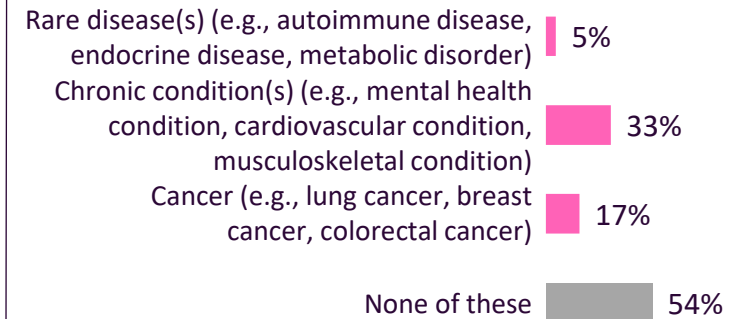 Rare disease(s) (e.g., autoimmune disease,
endocrine disease, metabolic disorder)
5%
Chronic condition(s) (e.g., mental health
condition, cardiovascular condition,
musculoskeletal condition)
33%
Cancer (e.g., lung cancer, breast
cancer, colorectal cancer)
17%
None of these
54%